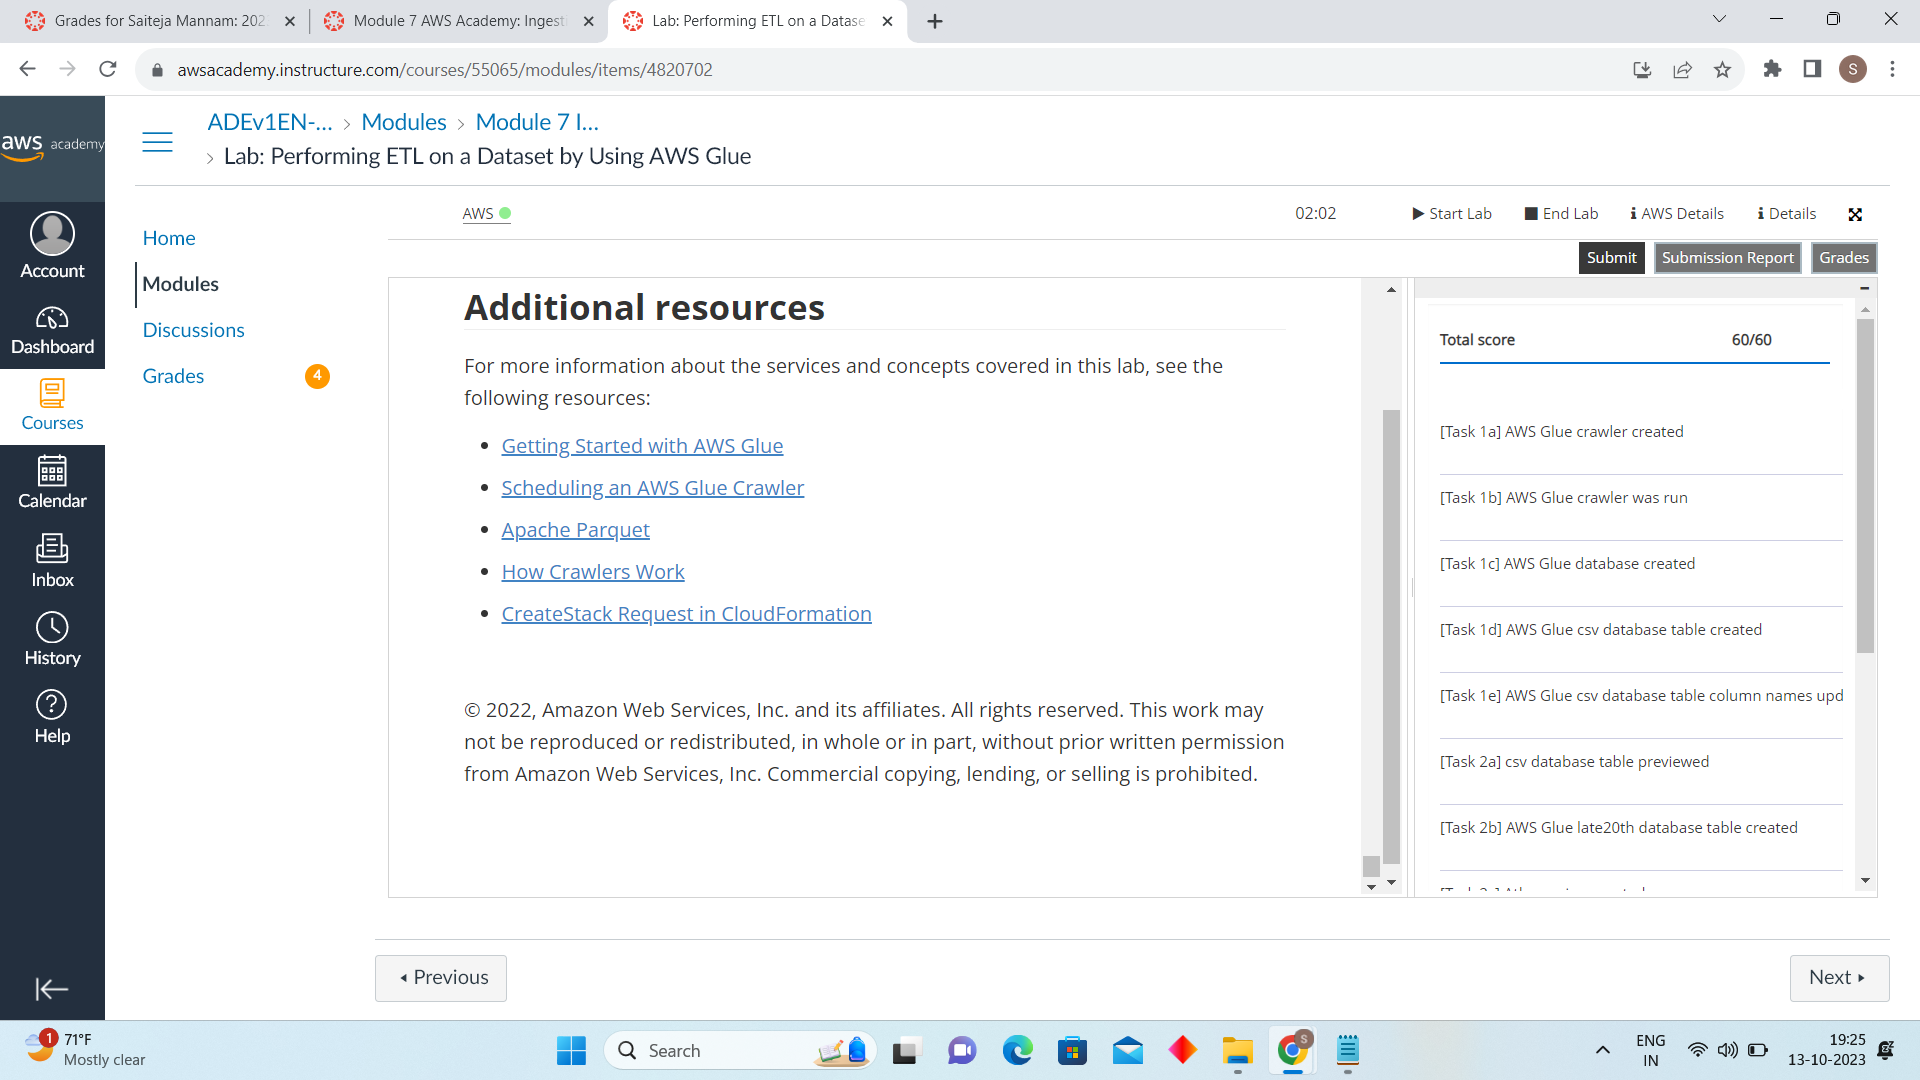 Grades for Saiteja Mannam: 202
Module 7 AWS Academy: Ingest
Lab: Performing ETL on a Datase
awsacademy.instructure.com/courses/55065/modules/items/4820702
S
aws academy
ADEv1EN-... > Modules > Module 7 I...
> Lab: Performing ETL on a Dataset by Using AWS Glue
Account
Dashboard
Courses
Calendar
Inbox
History
Help
Home
Modules
Discussions
Grades 4
AWS
02:02
Start Lab
End Lab
AWS Details
Details
Submit
Submission Report
Grades
Additional resources
For more information about the services and concepts covered in this lab, see the
following resources:
• Getting Started with AWS Glue
• Scheduling an AWS Glue Crawler
• Apache Parquet
• How Crawlers Work
• CreateStack Request in CloudFormation
© 2022, Amazon Web Services, Inc. and its affiliates. All rights reserved. This work may
not be reproduced or redistributed, in whole or in part, without prior written permission
from Amazon Web Services, Inc. Commercial copying, lending, or selling is prohibited.
Total score 60/60
[Task 1a] AWS Glue crawler created
[Task 1b] AWS Glue crawler was run
[Task 1c] AWS Glue database created
[Task 1d] AWS Glue csv database table created
[Task 1e] AWS Glue csv database table column names upd
[Task 2a] csv database table previewed
[Task 2b] AWS Glue late20th database table created
Previous
Next
1
71°F
Mostly clear
Search
S
ENG
IN
19:25
13-10-2023